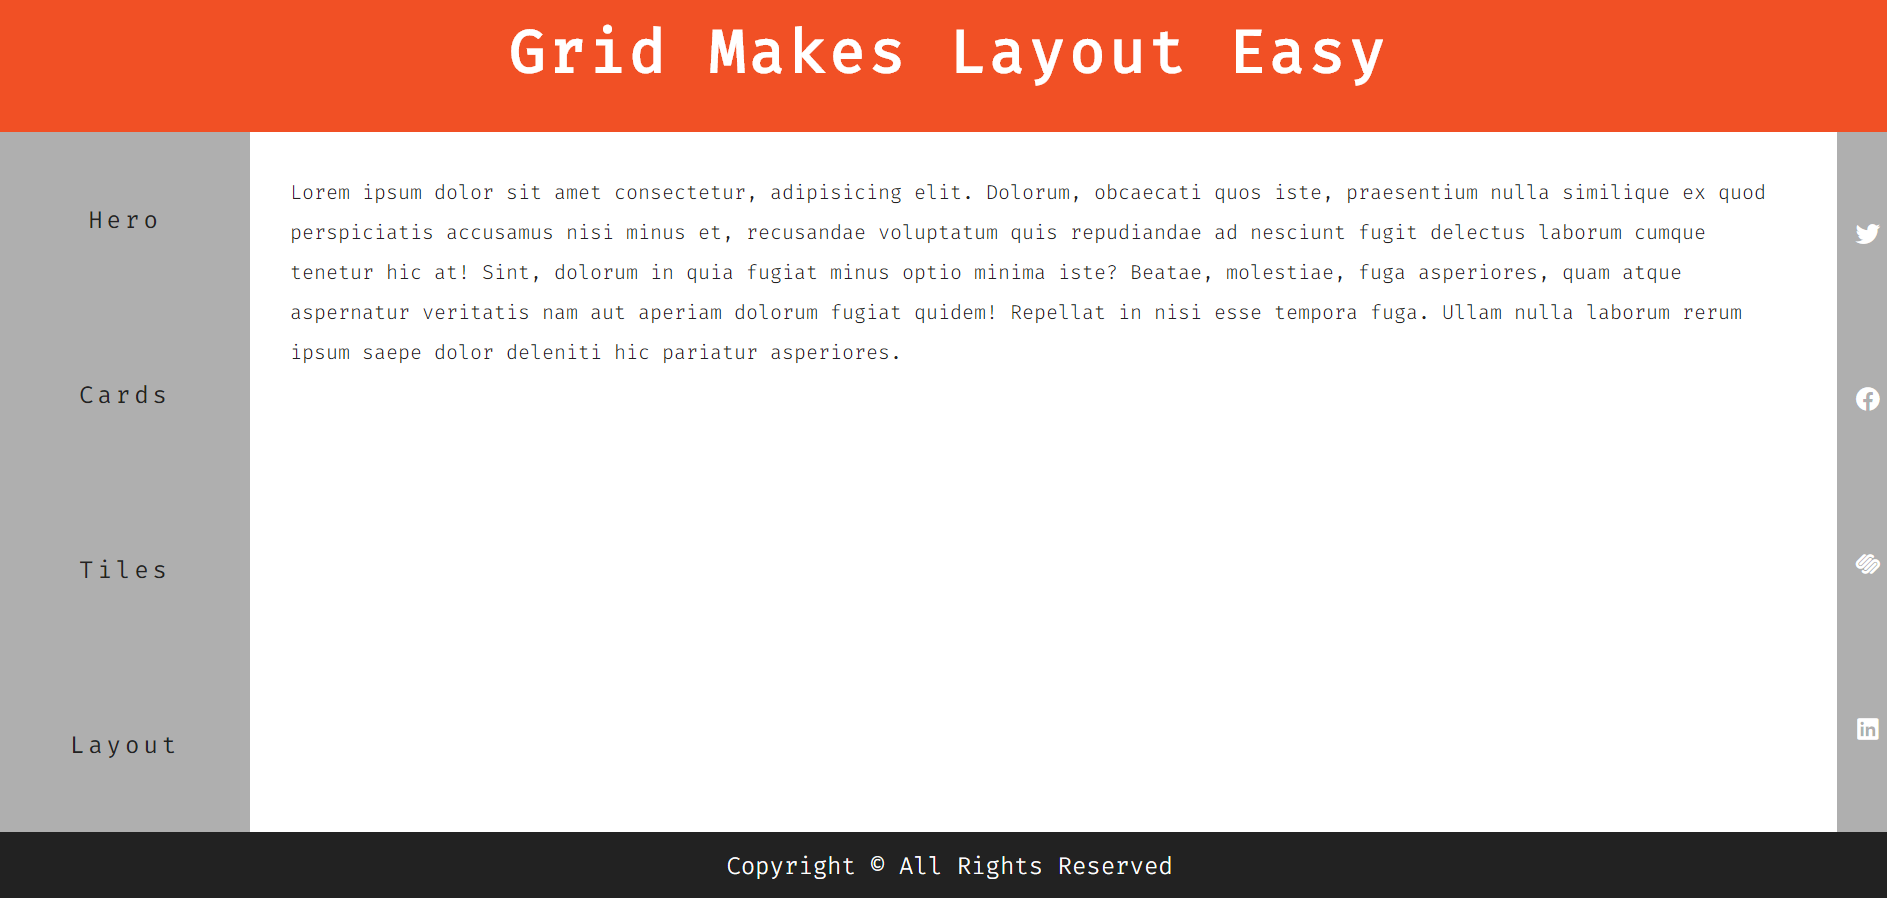 Grid Makes Layout Easy
Hero
Cards
Tiles
Layout
Lorem ipsum dolor sit amet consectetur, adipisicing elit. Dolorum, obcaecati quos iste, praesentium nulla similique ex quod
perspiciatis accusamus nisi minus et, recusandae voluptatum quis repudiandae ad nesciunt fugit delectus laborum cumque
tenetur hic at! Sint, dolorum in quia fugiat minus optio minima iste? Beatae, molestiae, fuga asperiores, quam atque
aspernatur veritatis nam aut aperiam dolorum fugiat quidem! Repellat in nisi esse tempora fuga. Ullam nulla laborum rerum
ipsum saepe dolor deleniti hic pariatur asperiores.
in
Copyright © All Rights Reserved